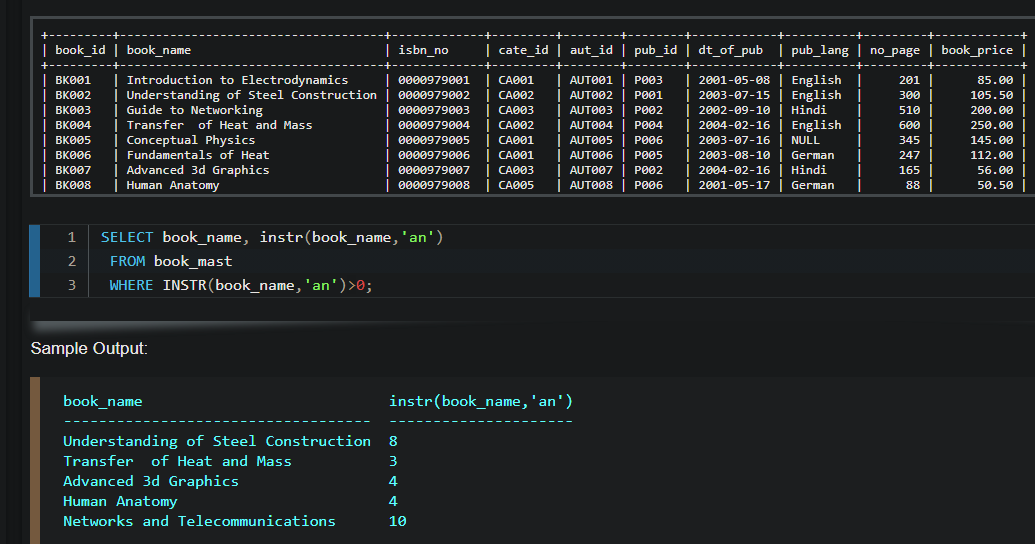 +---------+---------------------------------+------------+---------+--------+--------+------------+----------+---------+------------+
| book_id | book_name                       | isbn_no    | cate_id | aut_id | pub_id | dt_of_pub  | pub_lang | no_page | book_price |
+---------+---------------------------------+------------+---------+--------+--------+------------+----------+---------+------------+
| BK001   | Introduction to Electrodynamics | 0000979001 | CA001   | AUT001 | P003   | 2001-05-08 | English  |     201 |      85.00 |
| BK002   | Understanding of Steel Construction | 0000979002 | CA002   | AUT002 | P001   | 2003-07-15 | English  |     300 |     105.50 |
| BK003   | Guide to Networking             | 0000979003 | CA003   | AUT003 | P002   | 2002-09-10 | Hindi    |     510 |     200.00 |
| BK004   | Transfer  of Heat and Mass      | 0000979004 | CA002   | AUT004 | P004   | 2004-02-16 | English  |     600 |     250.00 |
| BK005   | Conceptual Physics              | 0000979005 | CA001   | AUT005 | P006   | 2003-07-16 | NULL     |     345 |     145.00 |
| BK006   | Fundamentals of Heat            | 0000979006 | CA001   | AUT006 | P005   | 2003-08-10 | German   |     247 |     112.00 |
| BK007   | Advanced 3d Graphics            | 0000979007 | CA003   | AUT007 | P002   | 2004-02-16 | Hindi    |     165 |      56.00 |
| BK008   | Human Anatomy                   | 0000979008 | CA005   | AUT008 | P006   | 2001-05-17 | German   |      88 |      50.50 |
1 SELECT book_name, instr(book_name,'an')
2  FROM book_mast
3  WHERE INSTR(book_name,'an')>0;
Sample Output:
book_name                           instr(book_name,'an')
----------------------------------  ---------------------
Understanding of Steel Construction  8
Transfer  of Heat and Mass           3
Advanced 3d Graphics                 4
Human Anatomy                        4
Networks and Telecommunications      10